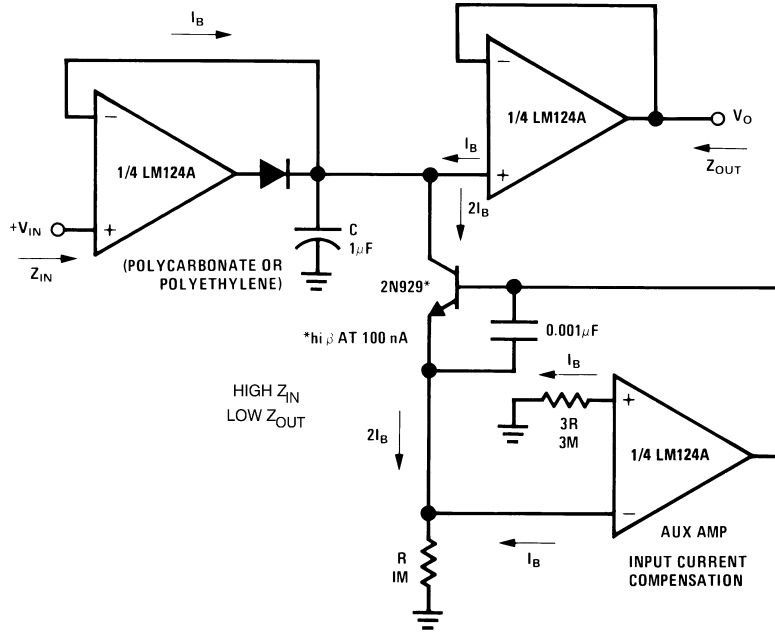 I_B
1/4 LM124A
−
+
+V_IN
Z_IN
C
1μF
(POLYCARBONATE OR
POLYETHYLENE)
1/4 LM124A
−
+
I_B
V_O
Z_OUT
2I_B
2N929*
*hi β AT 100 nA
0.001μF
HIGH Z_IN
LOW Z_OUT
I_B
3R
3M
+
1/4 LM124A
−
2I_B
I_B
R
1M
AUX AMP
INPUT CURRENT
COMPENSATION